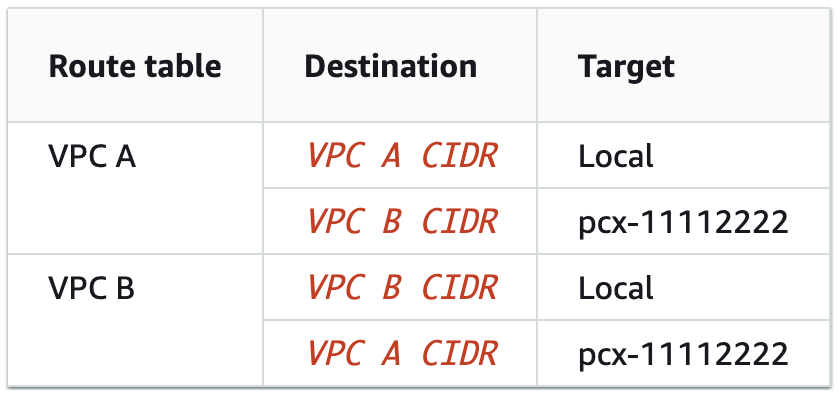 Route table Destination Target
VPC A VPC A CIDR Local
VPC B CIDR pcx-11112222
VPC B VPC B CIDR Local
VPC A CIDR pcx-11112222